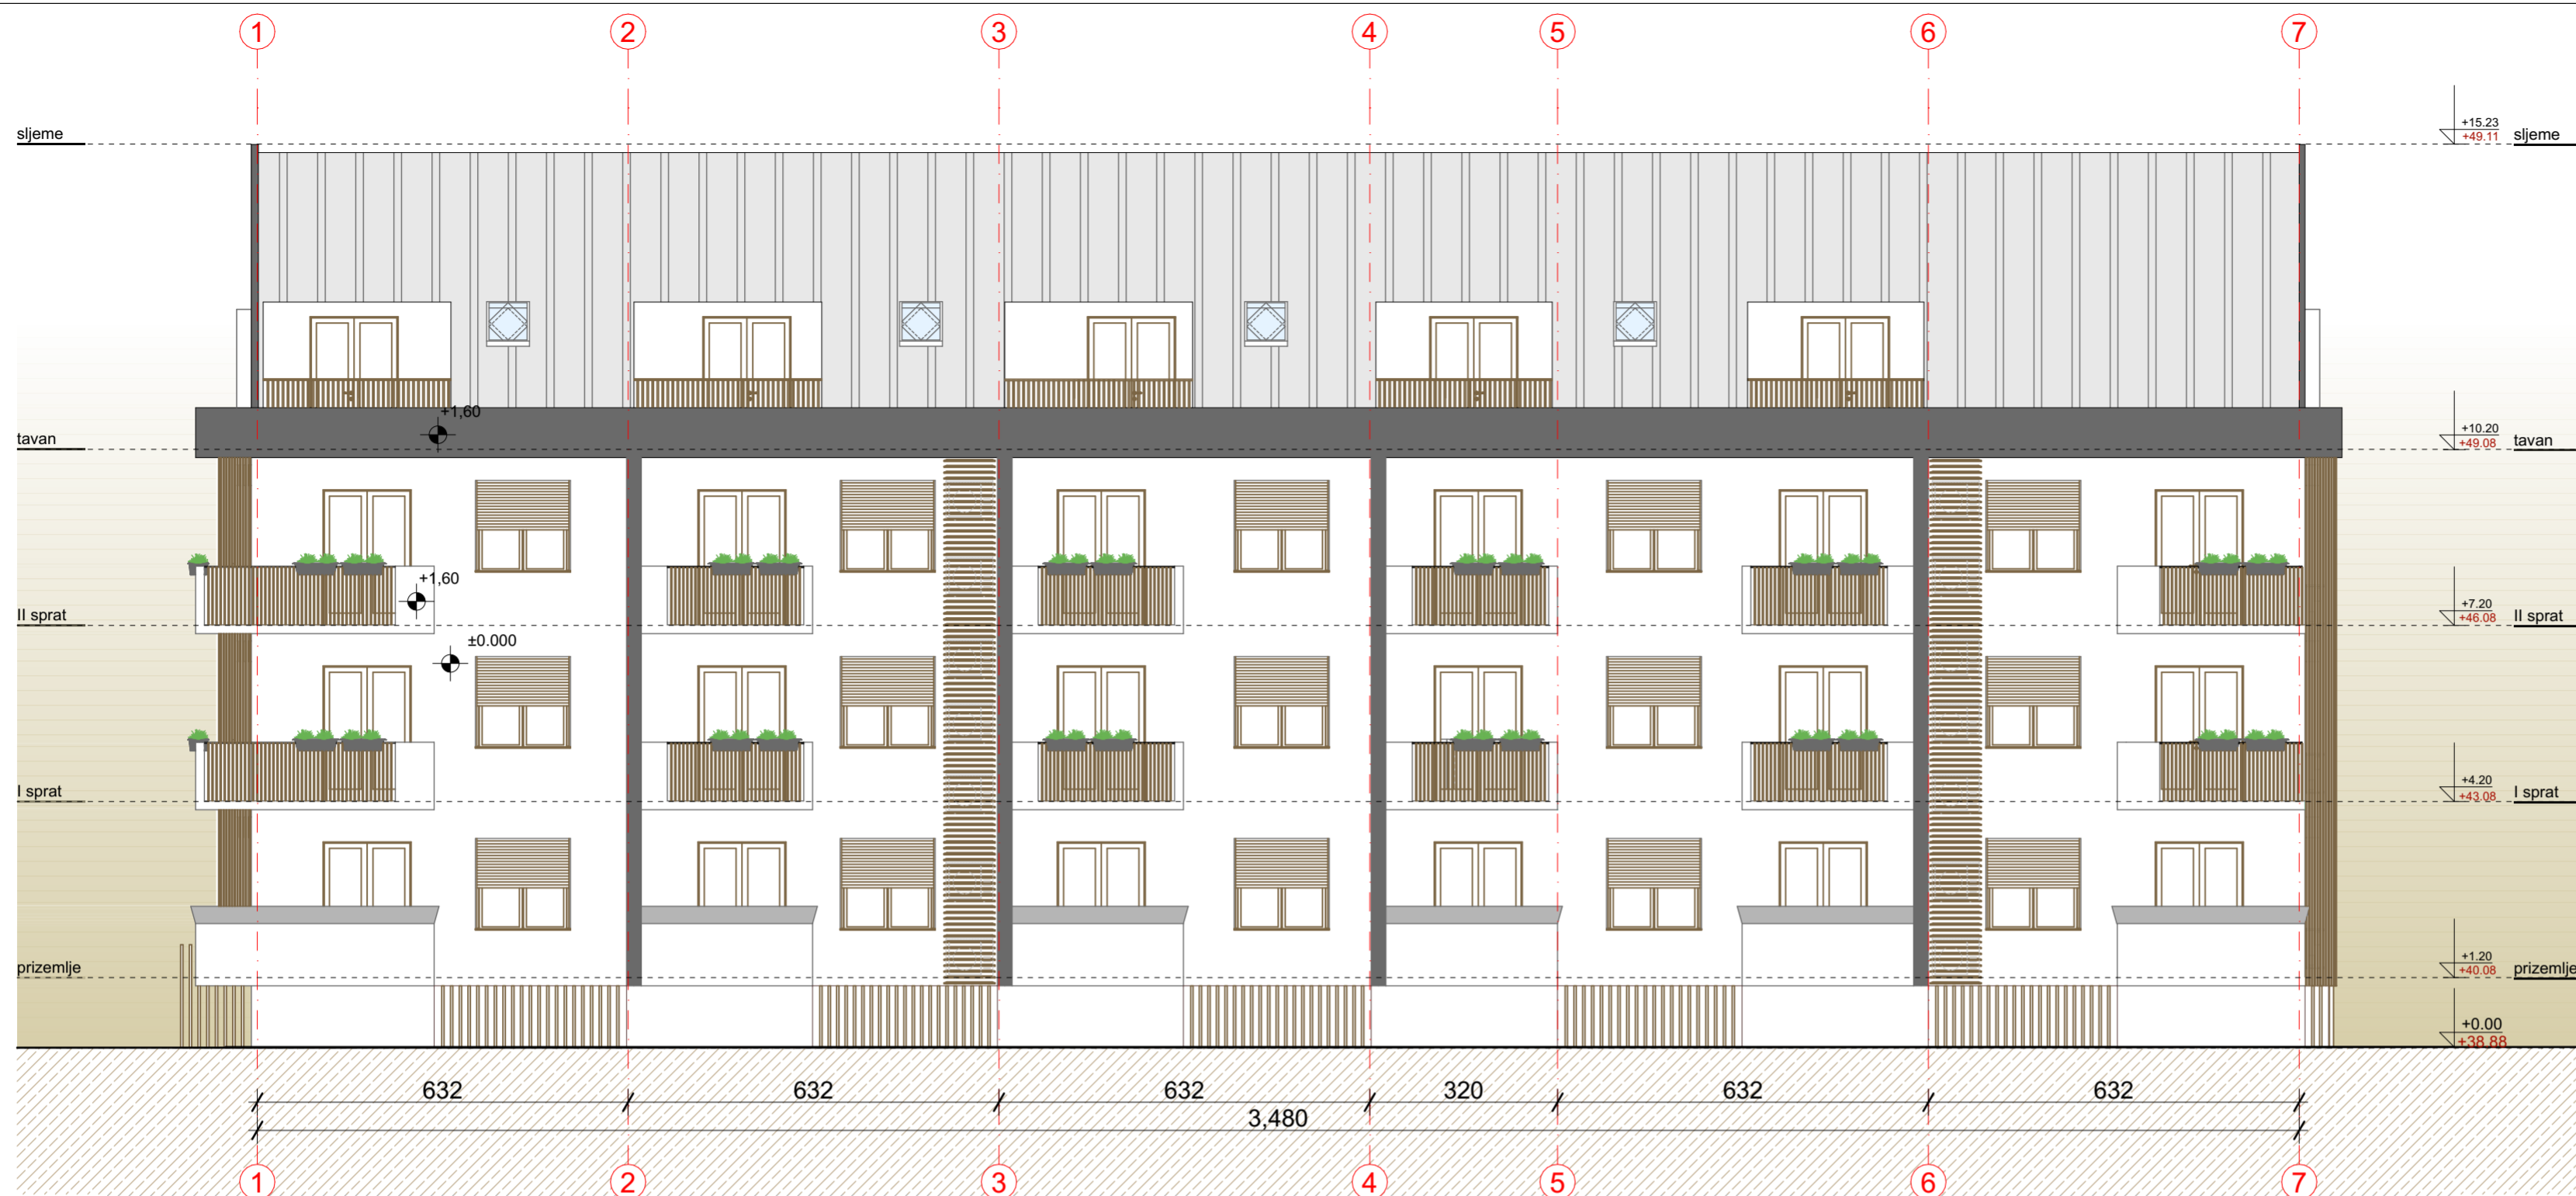 1 2 3 4 5 6 7
sljeme
+15.23
+49.11
sljeme
+1,60
tavan
+10.20
+49.08
tavan
+1,60
II sprat
+7.20
+46.08
II sprat
±0.000
I sprat
+4.20
+43.08
I sprat
prizemlje
+1.20
+40.08
prizemlje
+0.00
+38.88
632 632 632 320 632 632
3,480
1 2 3 4 5 6 7